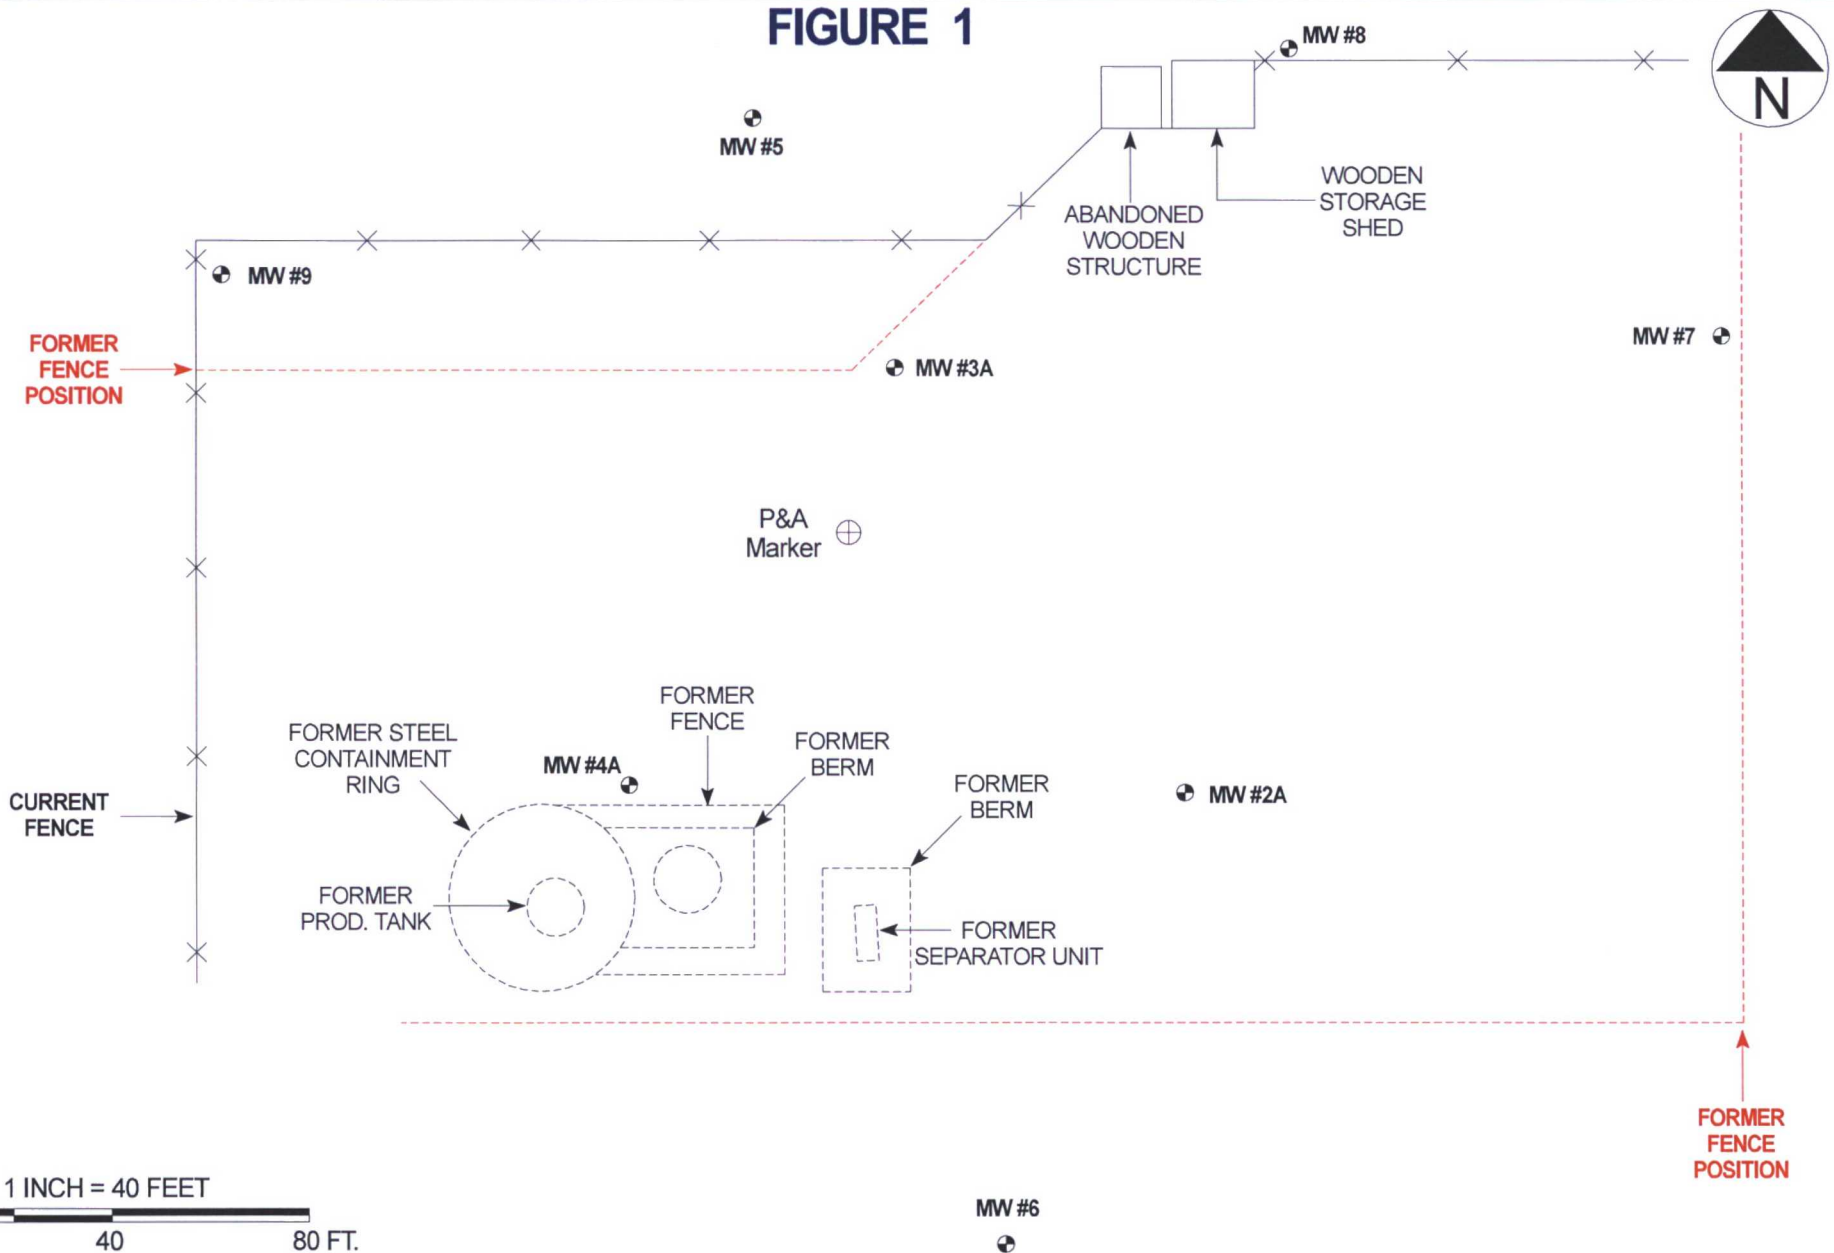 FIGURE 1
MW #8
N
MW #5
WOODEN
STORAGE
SHED
ABANDONED
WOODEN
STRUCTURE
MW #9
MW #7
FORMER
FENCE
POSITION
MW #3A
P&A
Marker
FORMER
FENCE
FORMER STEEL
CONTAINMENT
RING
MW #4A
FORMER
BERM
FORMER
BERM
MW #2A
CURRENT
FENCE
FORMER
PROD. TANK
FORMER
SEPARATOR UNIT
FORMER
FENCE
POSITION
1 INCH = 40 FEET
40
80 FT.
MW #6